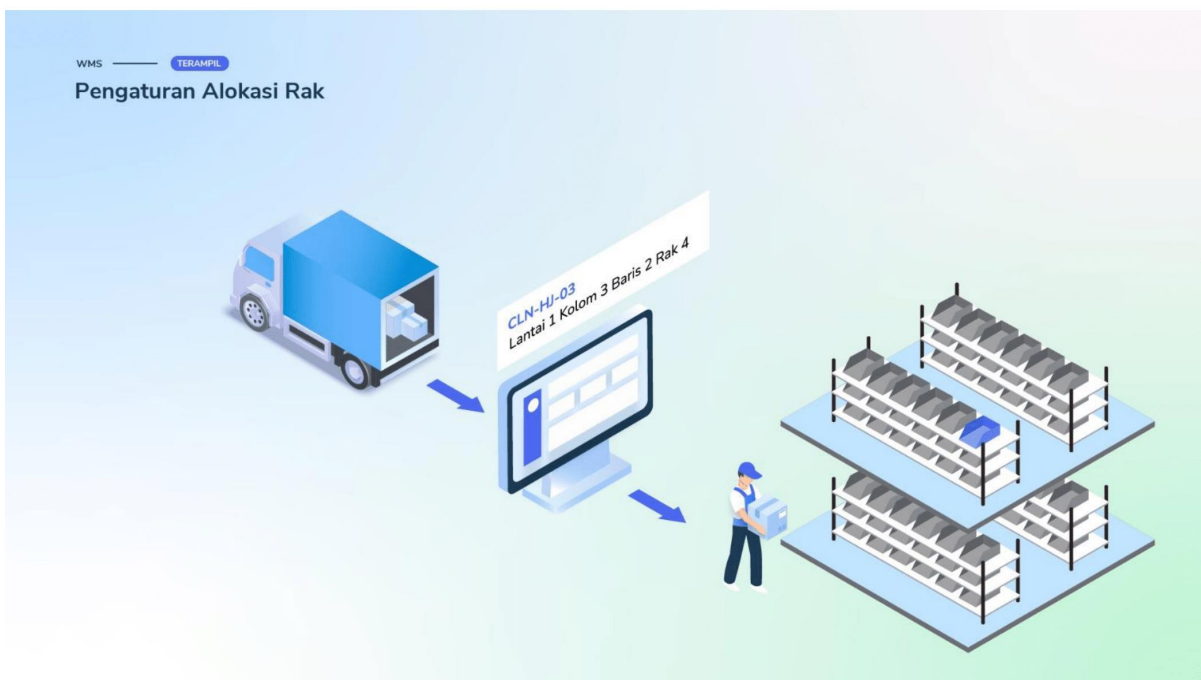 WMS
TERAMPIL
Pengaturan Alokasi Rak
CLN-HJ-03
Lantai 1 Kolom 3 Baris 2 Rak 4